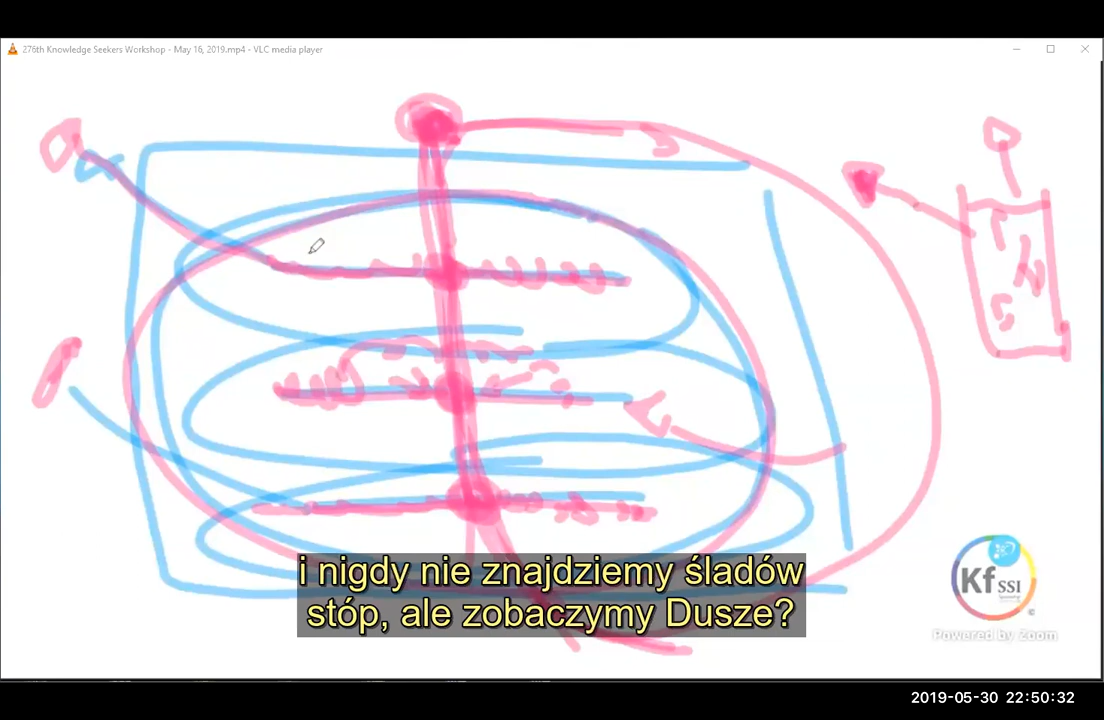 276th Knowledge Seekers Workshop - May 16, 2019.mp4 - VLC media player
i nigdy nie znajdziemy śladów
stóp, ale zobaczymy Dusze?
Kf SSI
Powered by Zoom
2019-05-30 22:50:32